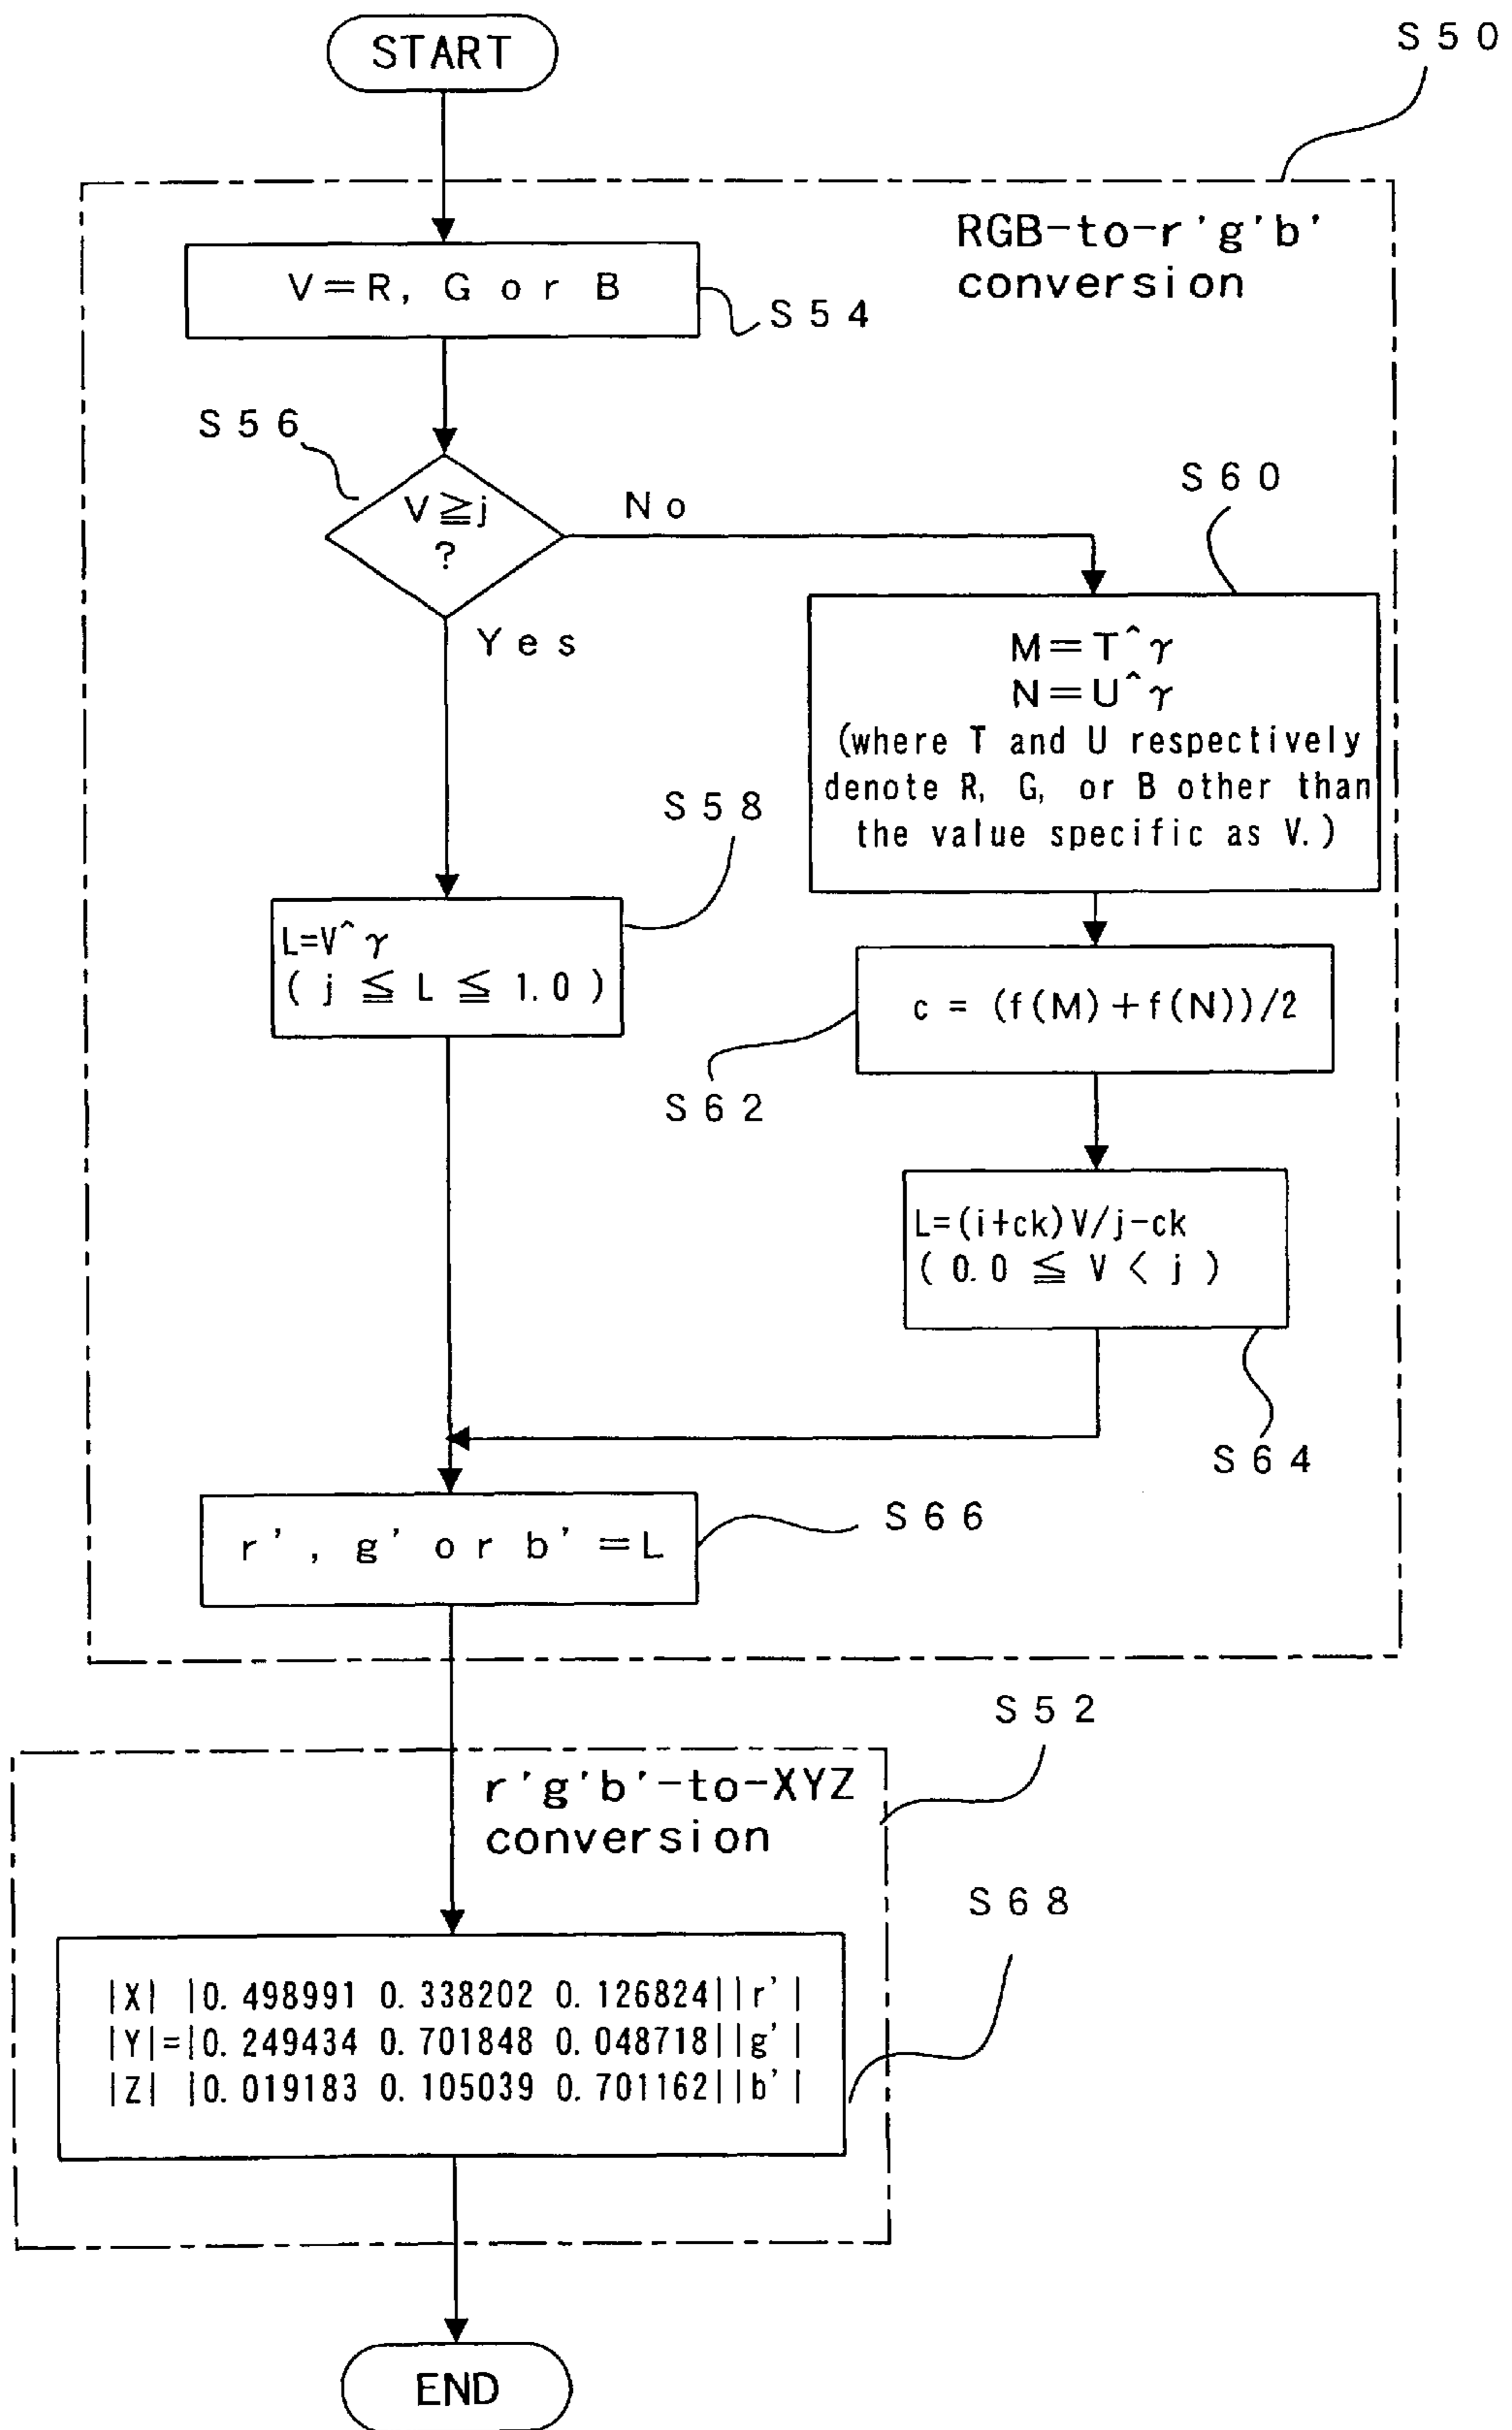 START
S50
RGB-to-r'g'b'
conversion
V=R, G or B
S54
S56
V≧j
?
No
Yes
S60
M=T^γ
N=U^γ
(where T and U respectively
denote R, G, or B other than
the value specific as V.)
S58
L=V^γ
( j ≦ L ≦ 1.0 )
c = (f(M)+f(N))/2
S62
L=(i+ck)V/j-ck
( 0.0 ≦ V < j )
S64
r', g' or b'=L
S66
S52
r'g'b'-to-XYZ
conversion
S68
|X| |0.498991 0.338202 0.126824||r'|
|Y|=|0.249434 0.701848 0.048718||g'|
|Z| |0.019183 0.105039 0.701162||b'|
END